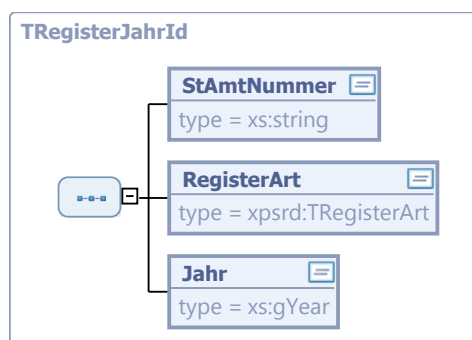 TRegisterJahrId
StAmtNummer
type = xs:string
RegisterArt
type = xpsrd:TRegisterArt
Jahr
type = xs:gYear